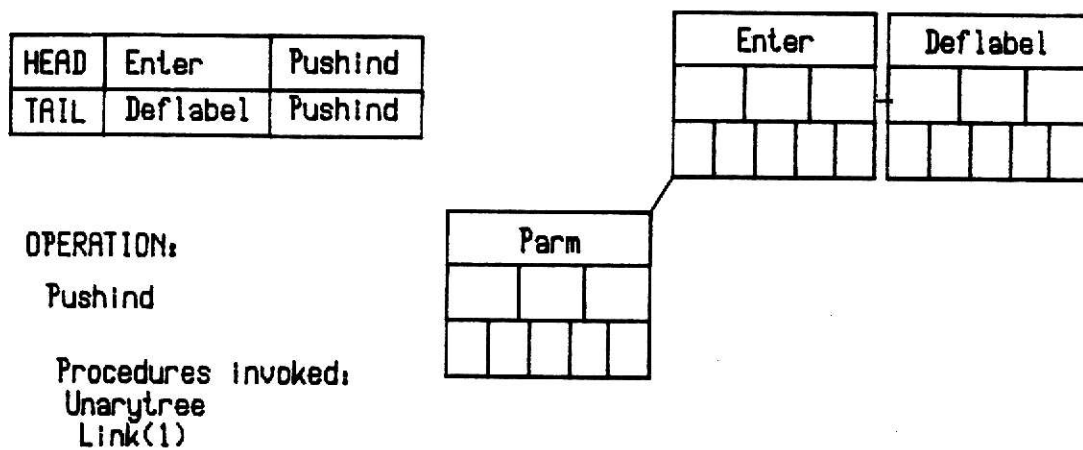 HEAD Enter Pushind
TAIL Deflabel Pushind
Enter Deflabel
Parm
OPERATION:
Pushind
Procedures invoked:
Unarytree
Link(1)